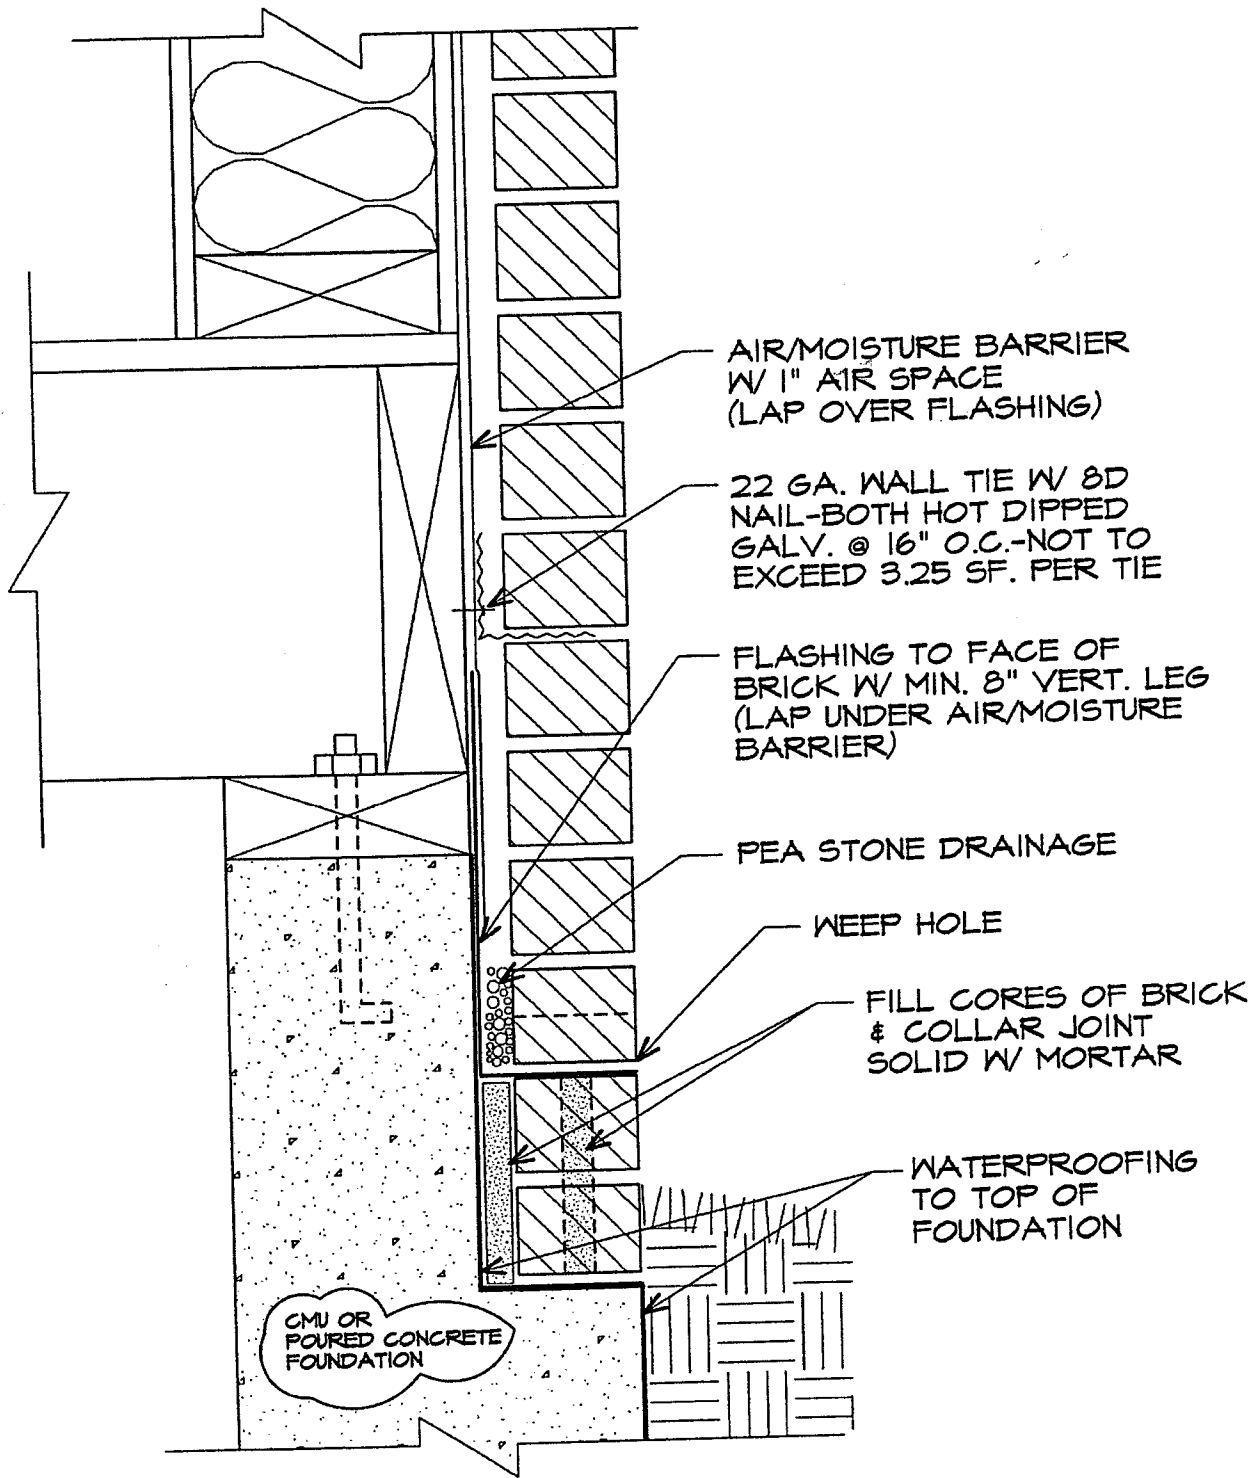 AIR/MOISTURE BARRIER
W/ 1" AIR SPACE
(LAP OVER FLASHING)
22 GA. WALL TIE W/ 8D
NAIL-BOTH HOT DIPPED
GALV. @ 16" O.C.-NOT TO
EXCEED 3.25 SF. PER TIE
FLASHING TO FACE OF
BRICK W/ MIN. 8" VERT. LEG
(LAP UNDER AIR/MOISTURE
BARRIER)
PEA STONE DRAINAGE
WEEP HOLE
FILL CORES OF BRICK
& COLLAR JOINT
SOLID W/ MORTAR
WATERPROOFING
TO TOP OF
FOUNDATION
CMU OR
POURED CONCRETE
FOUNDATION